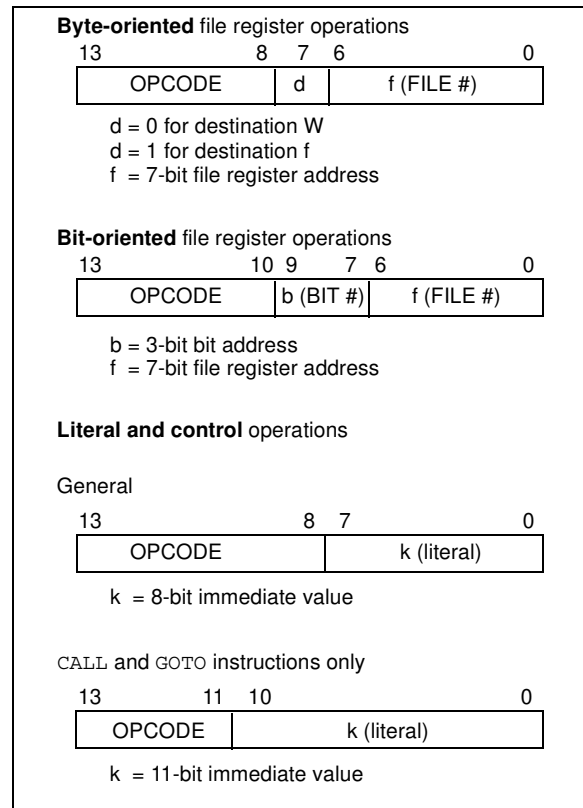 Byte-oriented file register operations
13 8 7 6 0
OPCODE d f (FILE #)
d = 0 for destination W
d = 1 for destination f
f = 7-bit file register address
Bit-oriented file register operations
13 10 9 7 6 0
OPCODE b (BIT #) f (FILE #)
b = 3-bit bit address
f = 7-bit file register address
Literal and control operations
General
13 8 7 0
OPCODE k (literal)
k = 8-bit immediate value
CALL and GOTO instructions only
13 11 10 0
OPCODE k (literal)
k = 11-bit immediate value